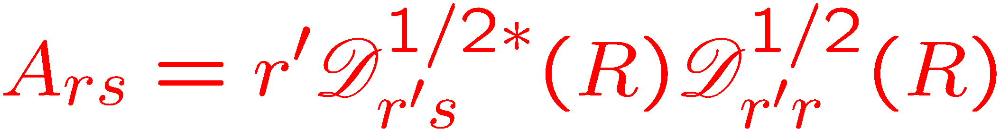 $A_{rs} = r' \mathscr{D}^{1/2*}_{r's}(R) \mathscr{D}^{1/2}_{r'r}(R)$